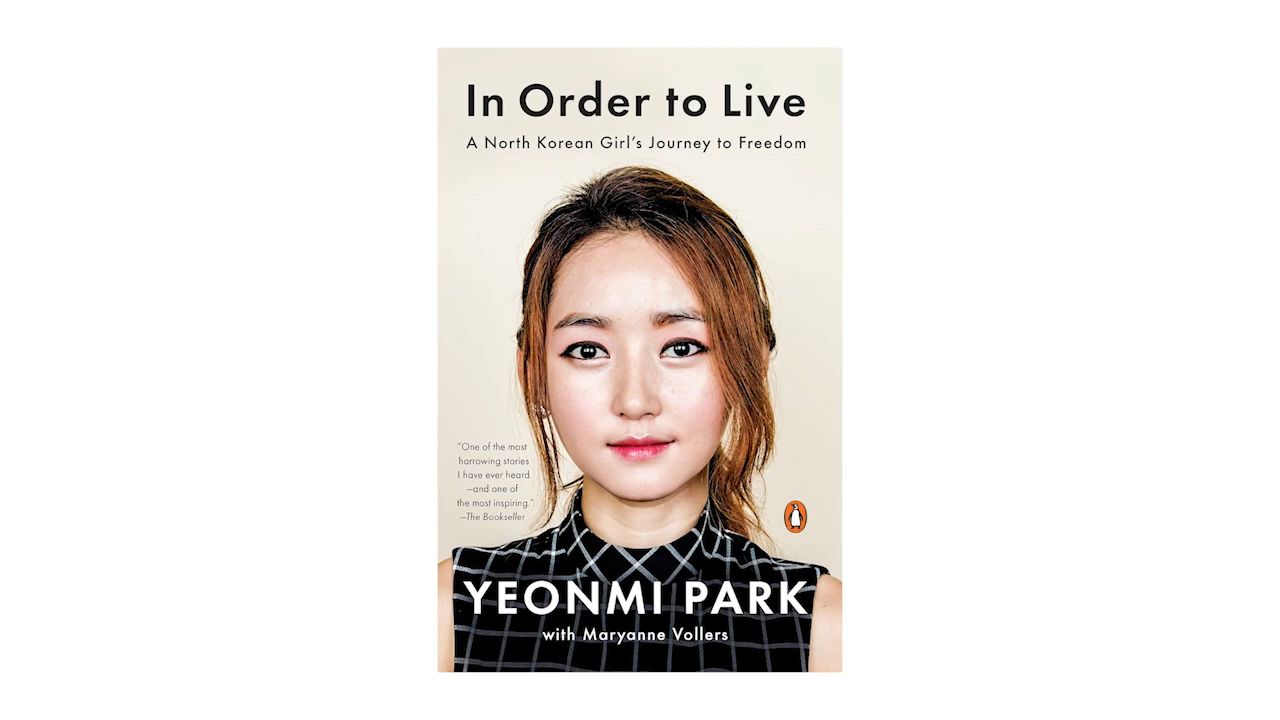 In Order to Live
A North Korean Girl's Journey to Freedom
"One of the most
harrowing stories
I have ever heard
—and one of
the most inspiring."
—The Bookseller
YEONMI PARK
with Maryanne Vollers